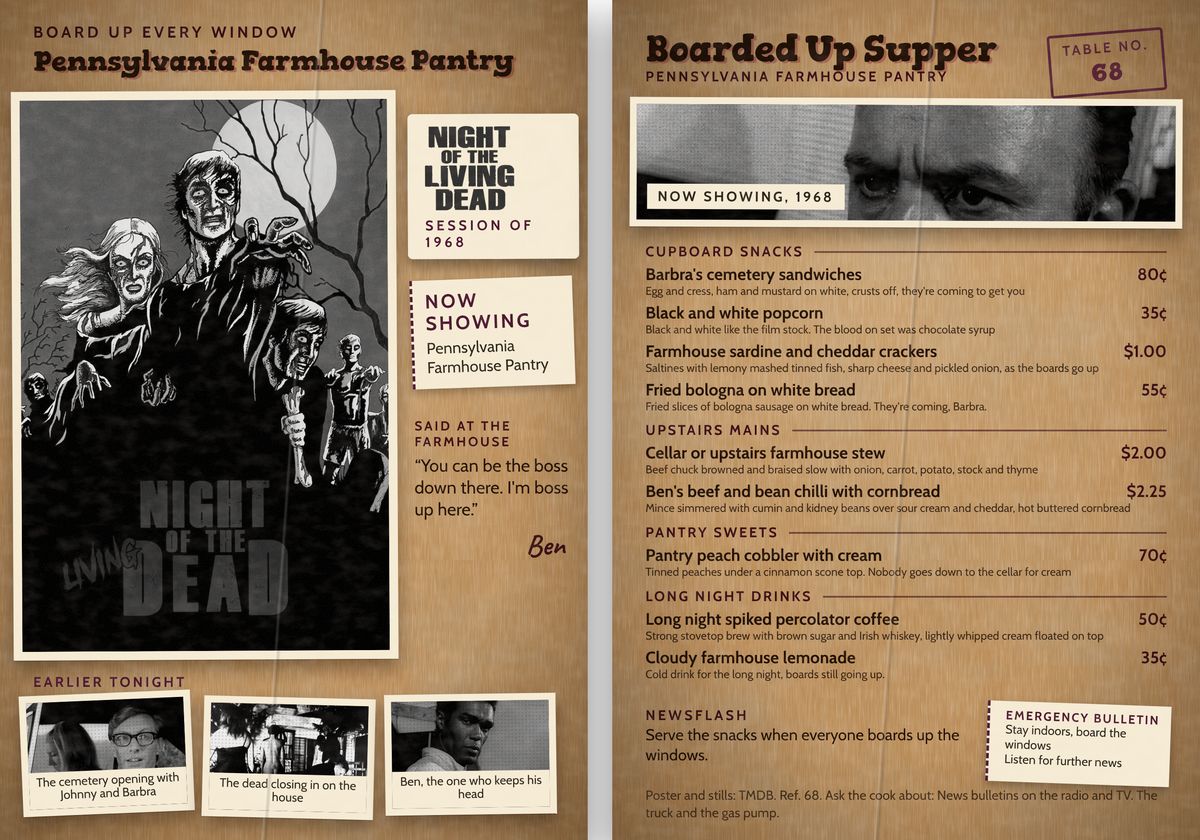 BOARD UP EVERY WINDOW
Pennsylvania Farmhouse Pantry
NIGHT
OF THE
LIVING
DEAD
SESSION OF
1968
NOW
SHOWING
Pennsylvania
Farmhouse Pantry
SAID AT THE
FARMHOUSE
“You can be the boss
down there. I'm boss
up here.”
Ben
NIGHT
OF THE
LIVING
DEAD
EARLIER TONIGHT
The cemetery opening with
Johnny and Barbra
The dead closing in on the
house
Ben, the one who keeps his
head
Boarded Up Supper
PENNSYLVANIA FARMHOUSE PANTRY
TABLE NO.
68
NOW SHOWING, 1968
CUPBOARD SNACKS
Barbra's cemetery sandwiches 80¢
Egg and cress, ham and mustard on white, crusts off, they're coming to get you
Black and white popcorn 35¢
Black and white like the film stock. The blood on set was chocolate syrup
Farmhouse sardine and cheddar crackers $1.00
Saltines with lemony mashed tinned fish, sharp cheese and pickled onion, as the boards go up
Fried bologna on white bread 55¢
Fried slices of bologna sausage on white bread. They're coming, Barbra.
UPSTAIRS MAINS
Cellar or upstairs farmhouse stew $2.00
Beef chuck browned and braised slow with onion, carrot, potato, stock and thyme
Ben's beef and bean chilli with cornbread $2.25
Mince simmered with cumin and kidney beans over sour cream and cheddar, hot buttered cornbread
PANTRY SWEETS
Pantry peach cobbler with cream 70¢
Tinned peaches under a cinnamon scone top. Nobody goes down to the cellar for cream
LONG NIGHT DRINKS
Long night spiked percolator coffee 50¢
Strong stovetop brew with brown sugar and Irish whiskey, lightly whipped cream floated on top
Cloudy farmhouse lemonade 35¢
Cold drink for the long night, boards still going up.
NEWSFLASH
Serve the snacks when everyone boards up the
windows.
EMERGENCY BULLETIN
Stay indoors, board the
windows
Listen for further news
Poster and stills: TMDB. Ref. 68. Ask the cook about: News bulletins on the radio and TV. The
truck and the gas pump.